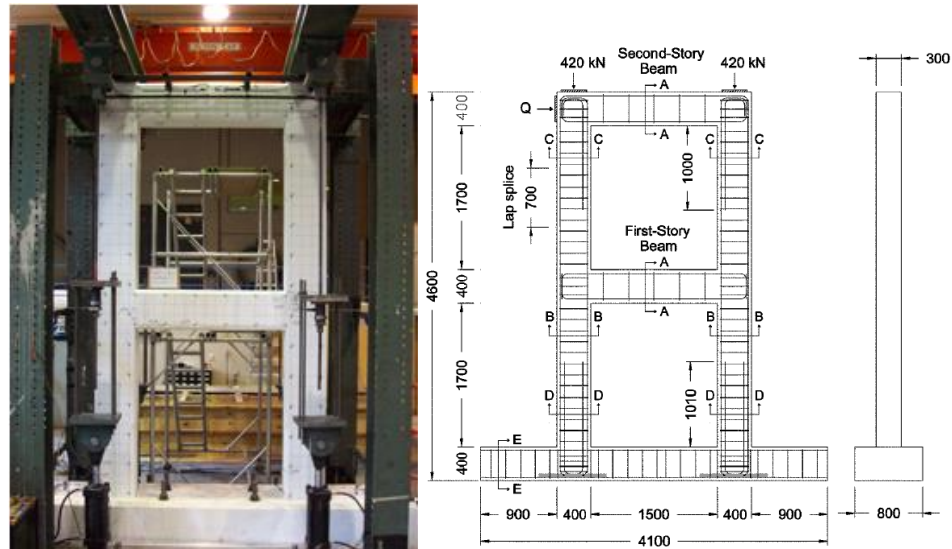 420 kN
Second-Story
Beam
420 kN
300
Q
A
A
C
C
C
C
400
1700
Lap splice
700
1000
First-Story
Beam
A
A
4600
400
B
B
B
B
1700
1010
D
D
D
D
E
E
400
900
400
1500
400
900
4100
800